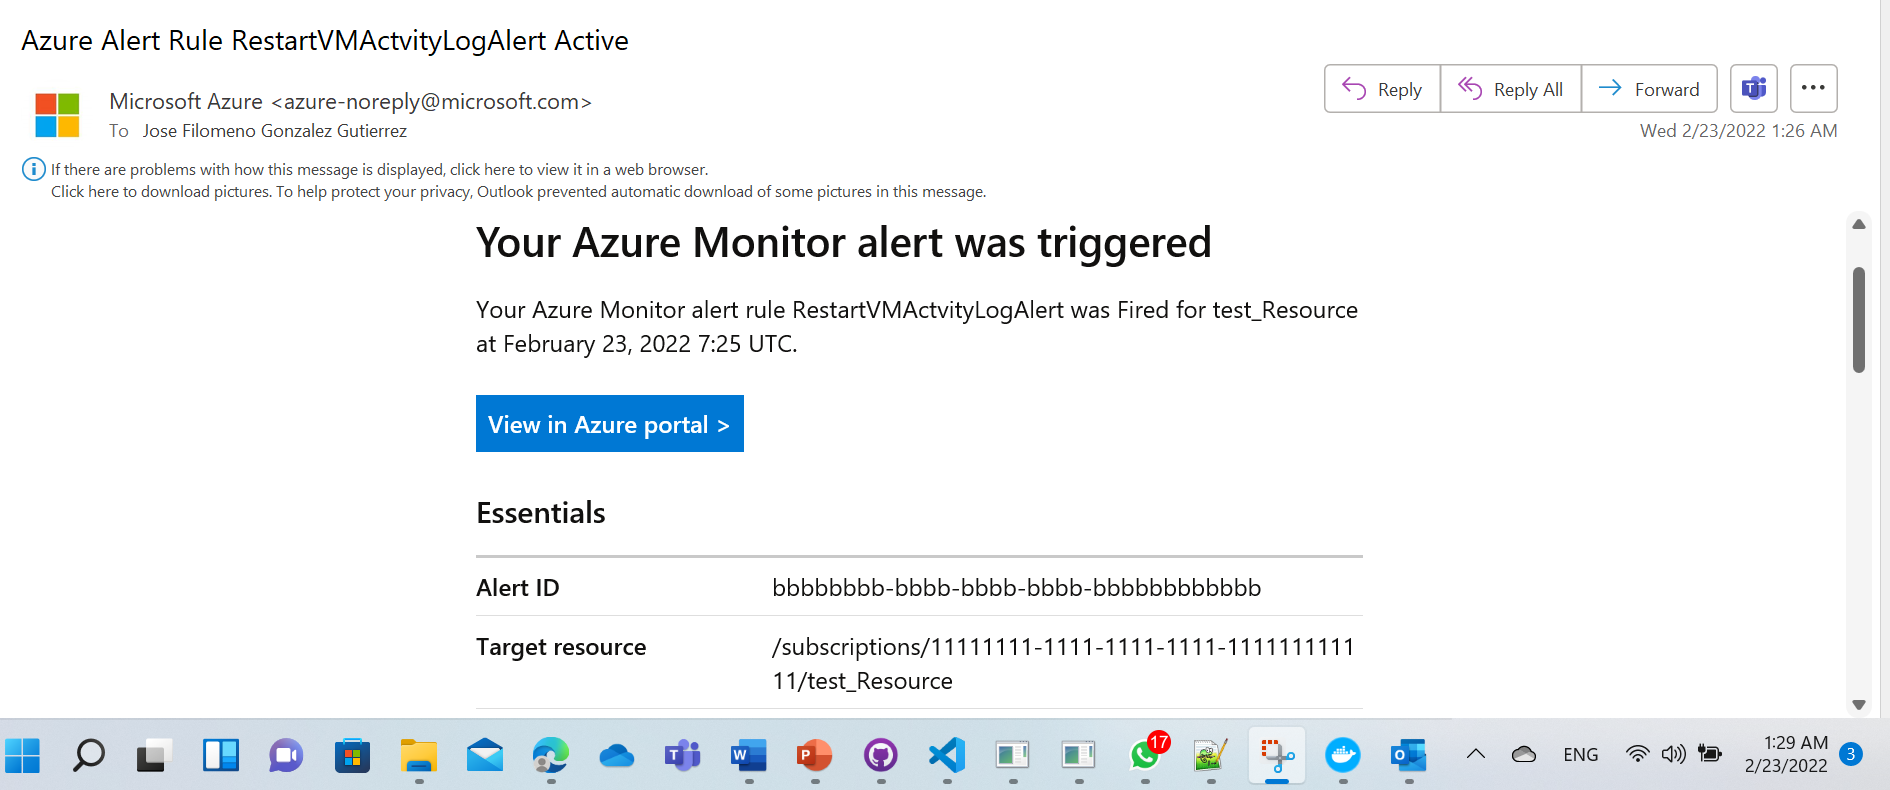 Azure Alert Rule RestartVMActvityLogAlert Active
Microsoft Azure <azure-noreply@microsoft.com>
To Jose Filomeno Gonzalez Gutierrez
Reply
Reply All
Forward
Wed 2/23/2022 1:26 AM
If there are problems with how this message is displayed, click here to view it in a web browser.
Click here to download pictures. To help protect your privacy, Outlook prevented automatic download of some pictures in this message.
Your Azure Monitor alert was triggered
Your Azure Monitor alert rule RestartVMActvityLogAlert was Fired for test_Resource
at February 23, 2022 7:25 UTC.
View in Azure portal >
Essentials
Alert ID bbbbbbbb-bbbb-bbbb-bbbb-bbbbbbbbbbbb
Target resource /subscriptions/11111111-1111-1111-1111-1111111111
11/test_Resource
17
ENG
1:29 AM
2/23/2022
3